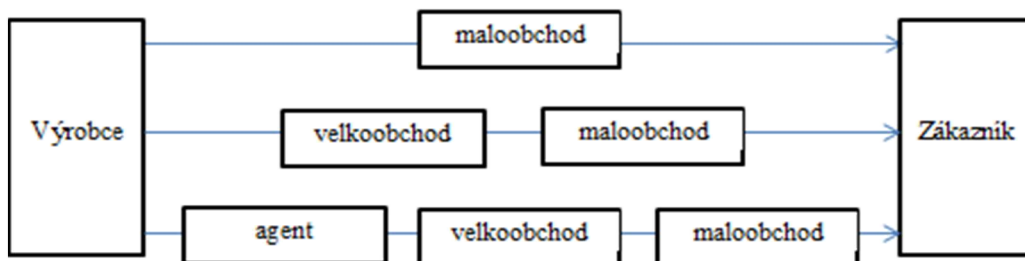 maloobchod
Výrobce
velkoobchod
maloobchod
Zákazník
agent
velkoobchod
maloobchod